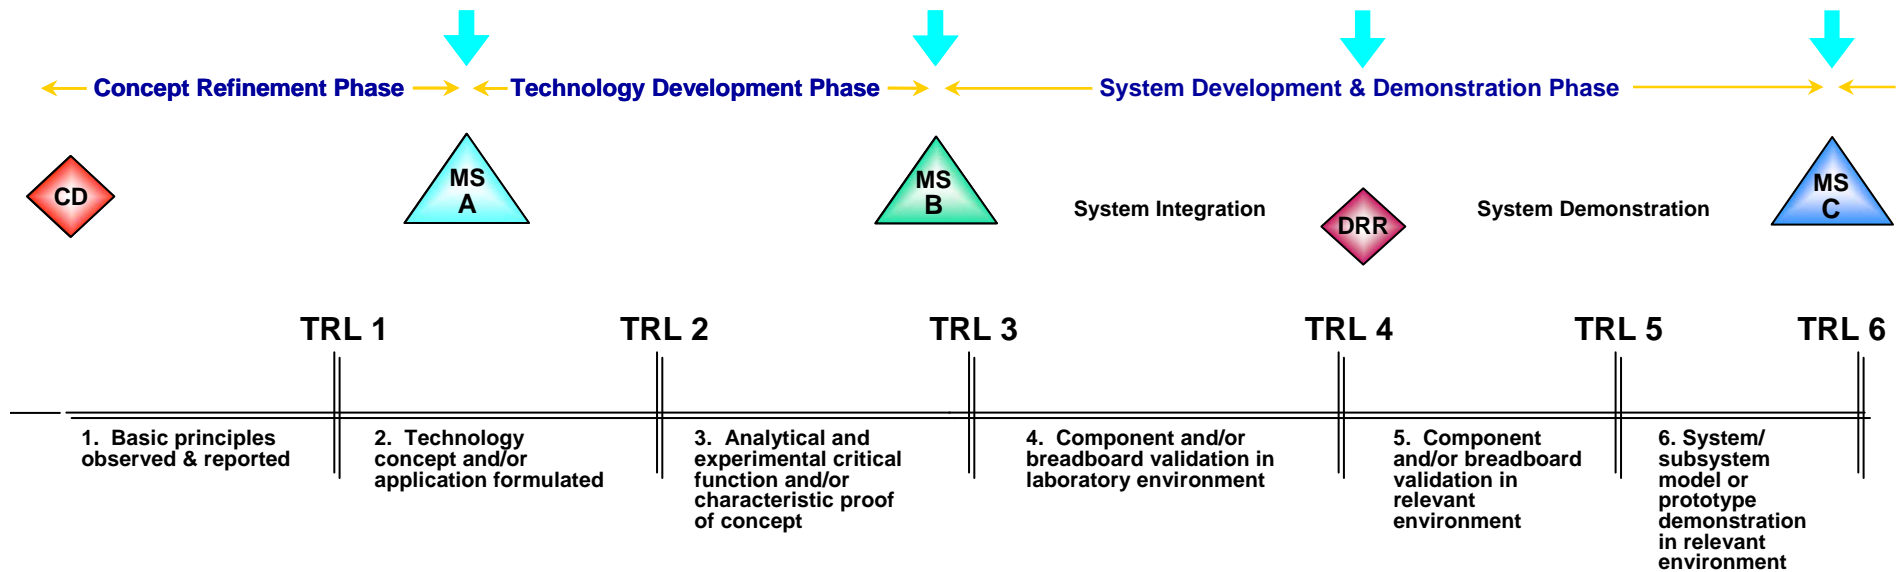 Concept Refinement Phase
Technology Development Phase
System Development & Demonstration Phase
CD
MS
A
MS
B
System Integration
DRR
System Demonstration
MS
C
TRL 1
TRL 2
TRL 3
TRL 4
TRL 5
TRL 6
1. Basic principles
observed & reported
2. Technology
concept and/or
application formulated
3. Analytical and
experimental critical
function and/or
characteristic proof
of concept
4. Component and/or
breadboard validation in
laboratory environment
5. Component
and/or breadboard
validation in
relevant
environment
6. System/
subsystem
model or
prototype
demonstration
in relevant
environment